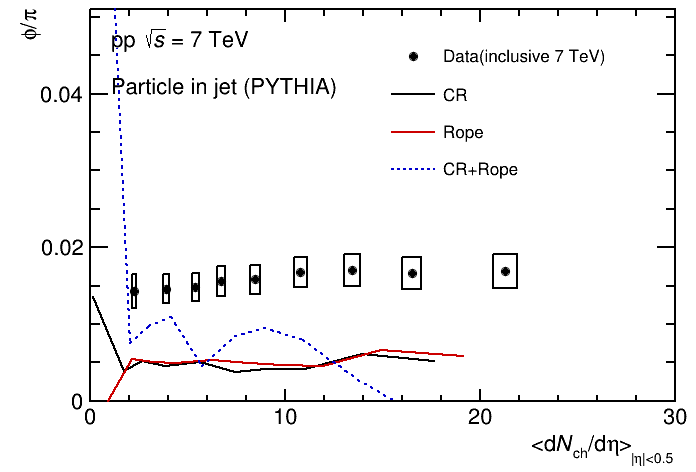 ϕ/π
pp √s = 7 TeV
Particle in jet (PYTHIA)
Data(inclusive 7 TeV)
CR
Rope
CR+Rope
0.04
0.02
0
0 10 20 30
<dNch/dη>|η|<0.5